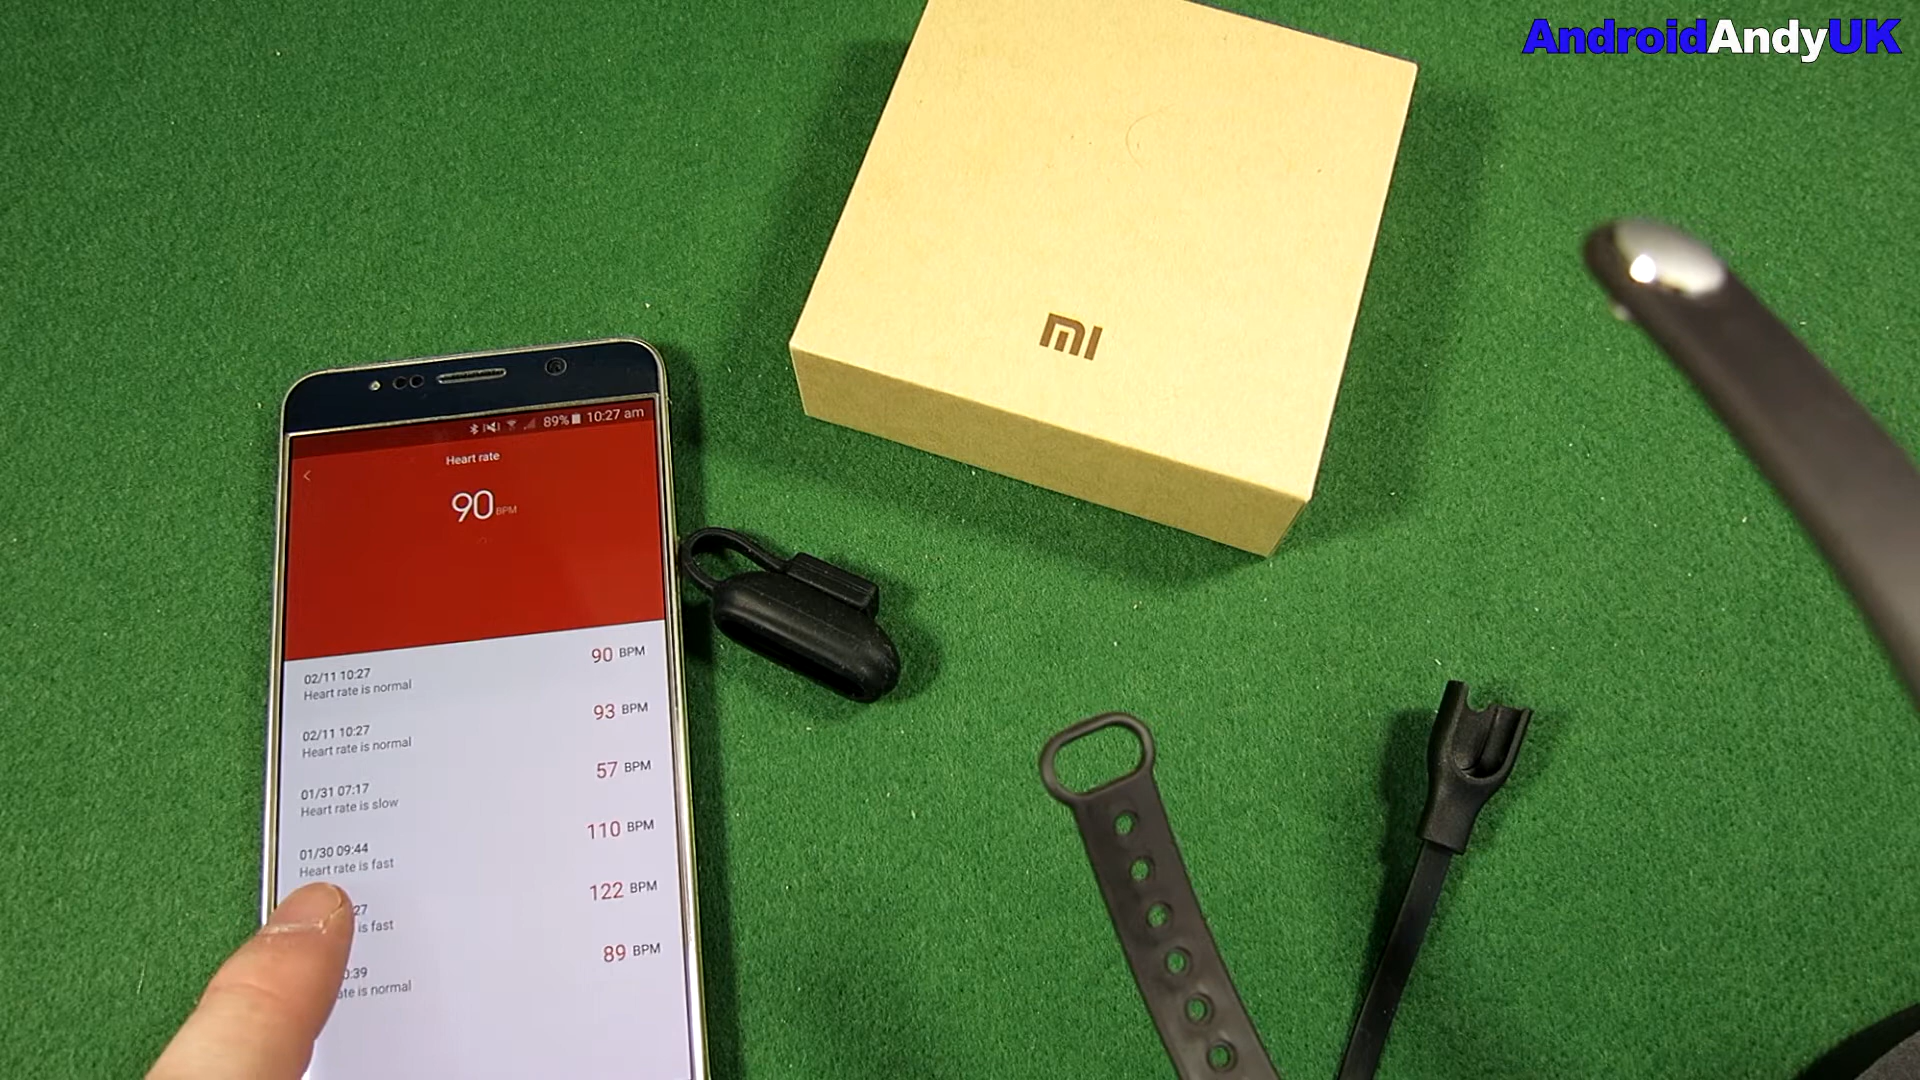 AndroidAndyUK
mi
89% 10:27 am
Heart rate
90 BPM
02/11 10:27
Heart rate is normal
90 BPM
02/11 10:27
Heart rate is normal
93 BPM
01/31 07:17
Heart rate is slow
57 BPM
01/30 09:44
Heart rate is fast
110 BPM
27
is fast
122 BPM
0:39
ate is normal
89 BPM